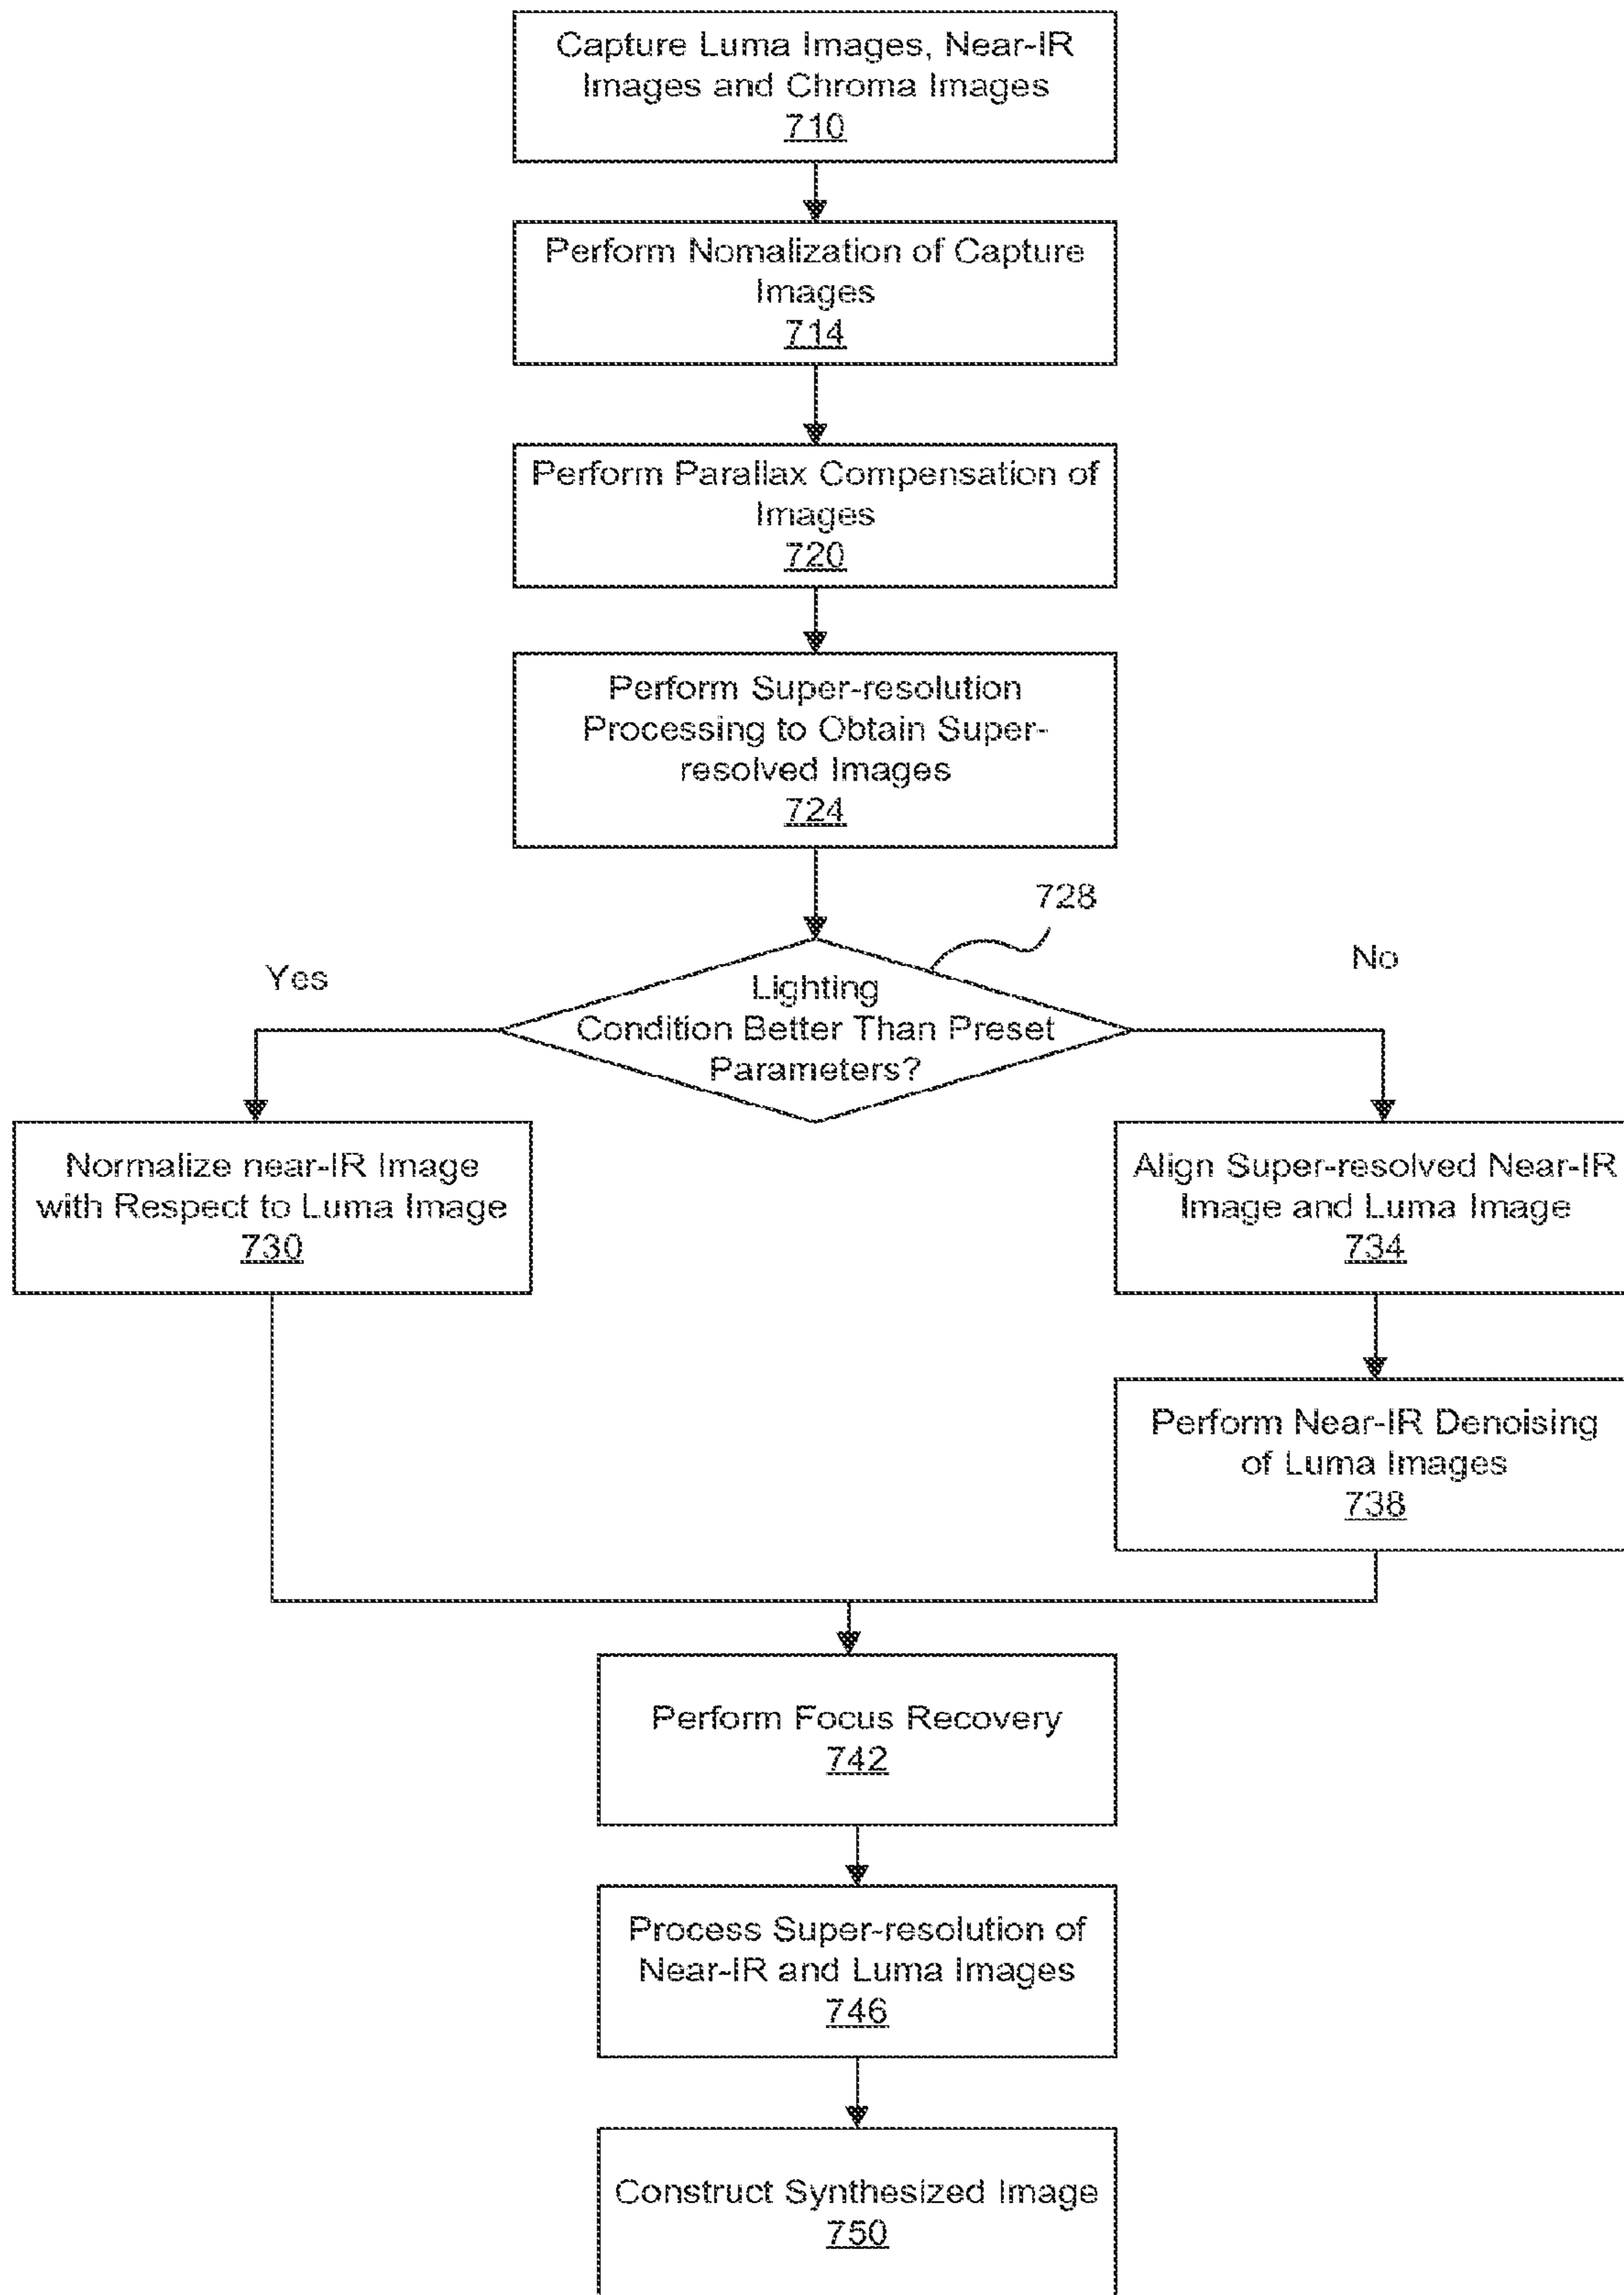 Capture Luma Images, Near-IR
Images and Chroma Images
710
Perform Nomalization of Capture
Images
714
Perform Parallax Compensation of
Images
720
Perform Super-resolution
Processing to Obtain Super-
resolved Images
724
728
Yes
No
Lighting
Condition Better Than Preset
Parameters?
Normalize near-IR Image
with Respect to Luma Image
730
Align Super-resolved Near-IR
Image and Luma Image
734
Perform Near-IR Denoising
of Luma Images
738
Perform Focus Recovery
742
Process Super-resolution of
Near-IR and Luma Images
746
Construct Synthesized Image
750